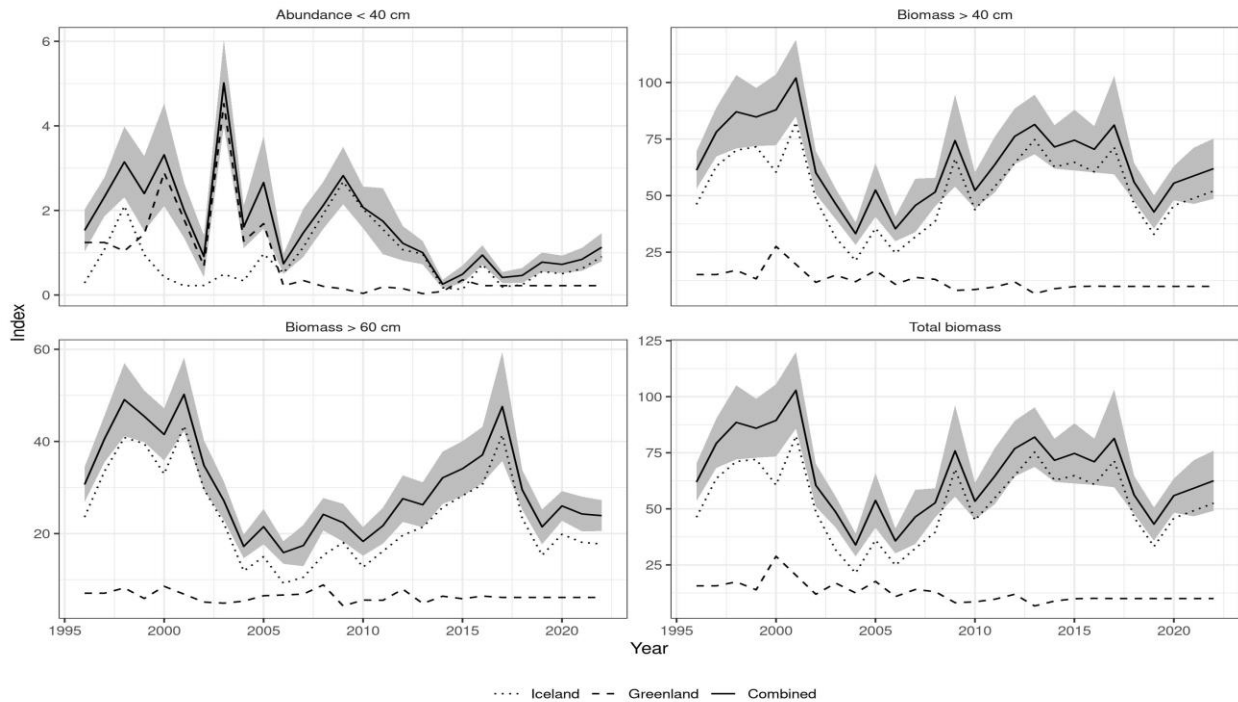 Abundance < 40 cm
Biomass > 40 cm
6
4
2
0
100
75
50
25
Index
Biomass > 60 cm
Total biomass
60
40
20
125
100
75
50
25
1995 2000 2005 2010 2015 2020
1995 2000 2005 2010 2015 2020
Year
Iceland Greenland Combined